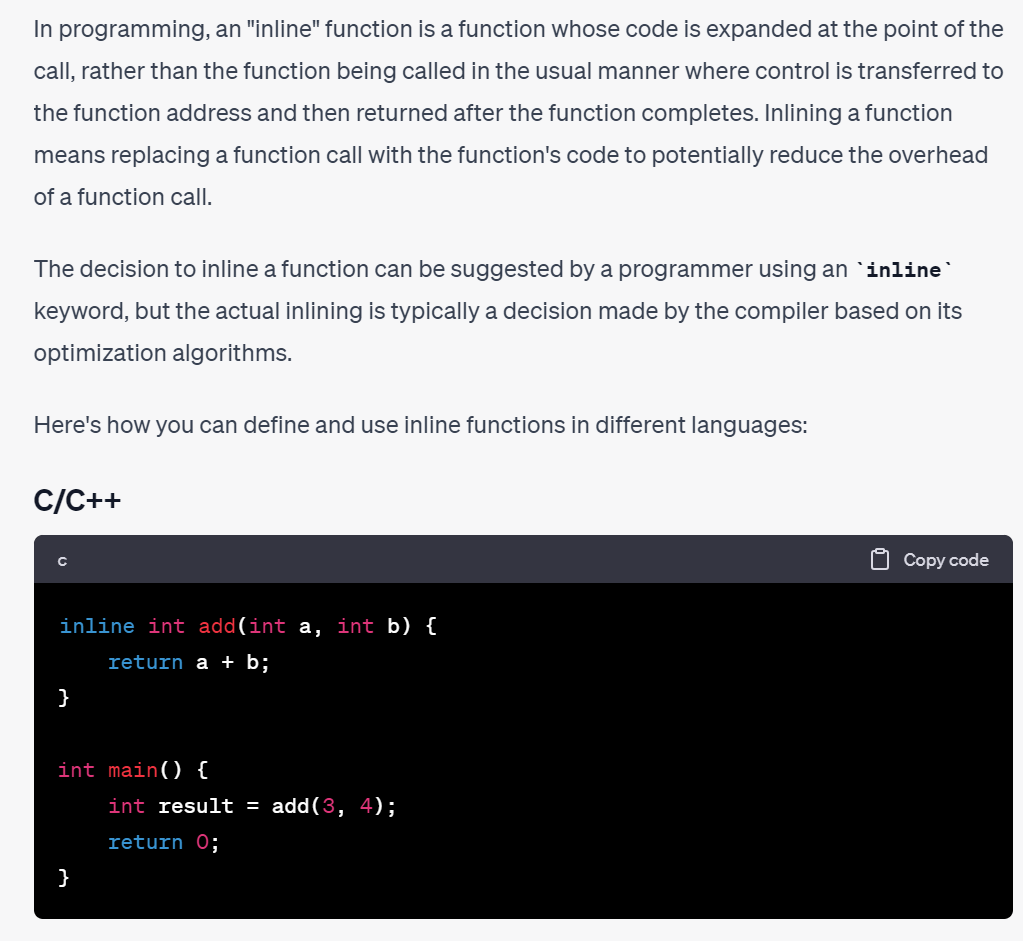 In programming, an "inline" function is a function whose code is expanded at the point of the
call, rather than the function being called in the usual manner where control is transferred to
the function address and then returned after the function completes. Inlining a function
means replacing a function call with the function's code to potentially reduce the overhead
of a function call.
The decision to inline a function can be suggested by a programmer using an `inline`
keyword, but the actual inlining is typically a decision made by the compiler based on its
optimization algorithms.
Here's how you can define and use inline functions in different languages:
C/C++
c Copy code
inline int add(int a, int b) {
    return a + b;
}
int main() {
    int result = add(3, 4);
    return 0;
}